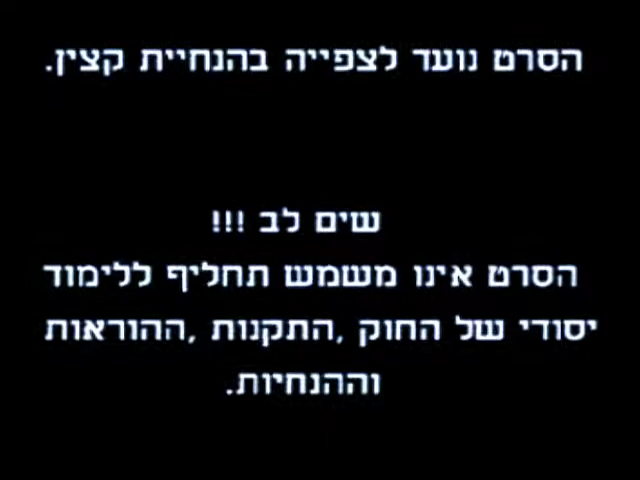 הסרט נועד לצפייה בהנחיית קצין.
שים לב !!!
הסרט אינו משמש תחליף ללימוד
יסודי של החוק ,התקנות ,ההוראות
וההנחיות.